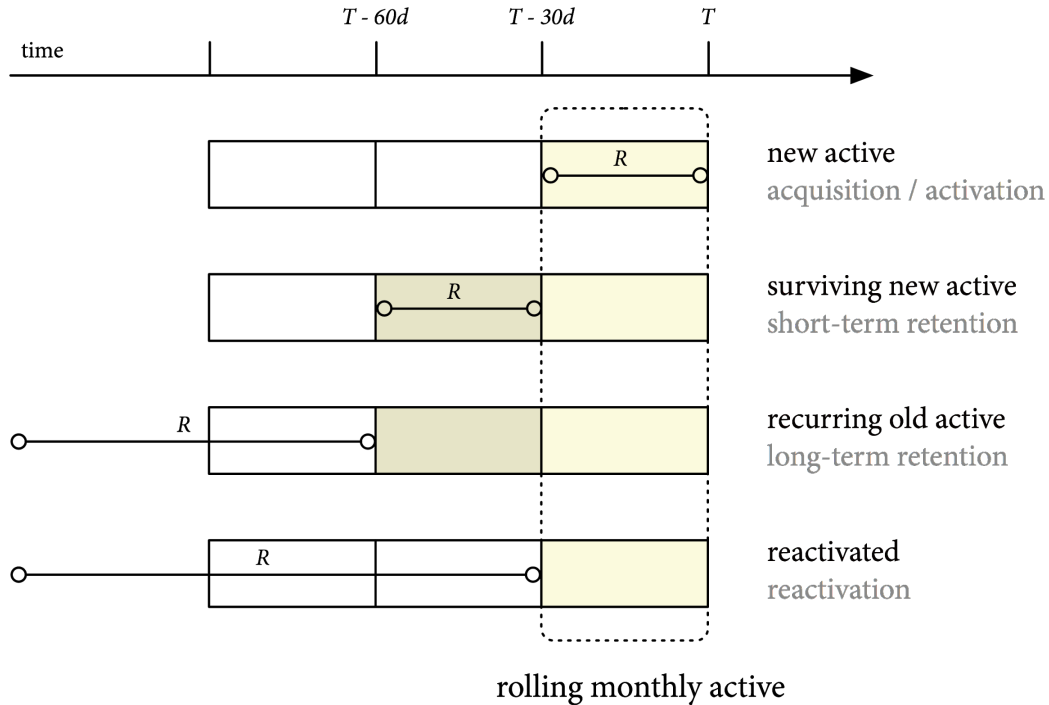 T - 60d T - 30d T
time
R
new active
acquisition / activation
R
surviving new active
short-term retention
R
recurring old active
long-term retention
R
reactivated
reactivation
rolling monthly active